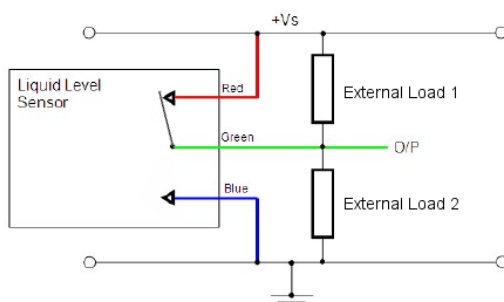 +Vs
Liquid Level
Sensor
Red
External Load 1
Green
O/P
Blue
External Load 2